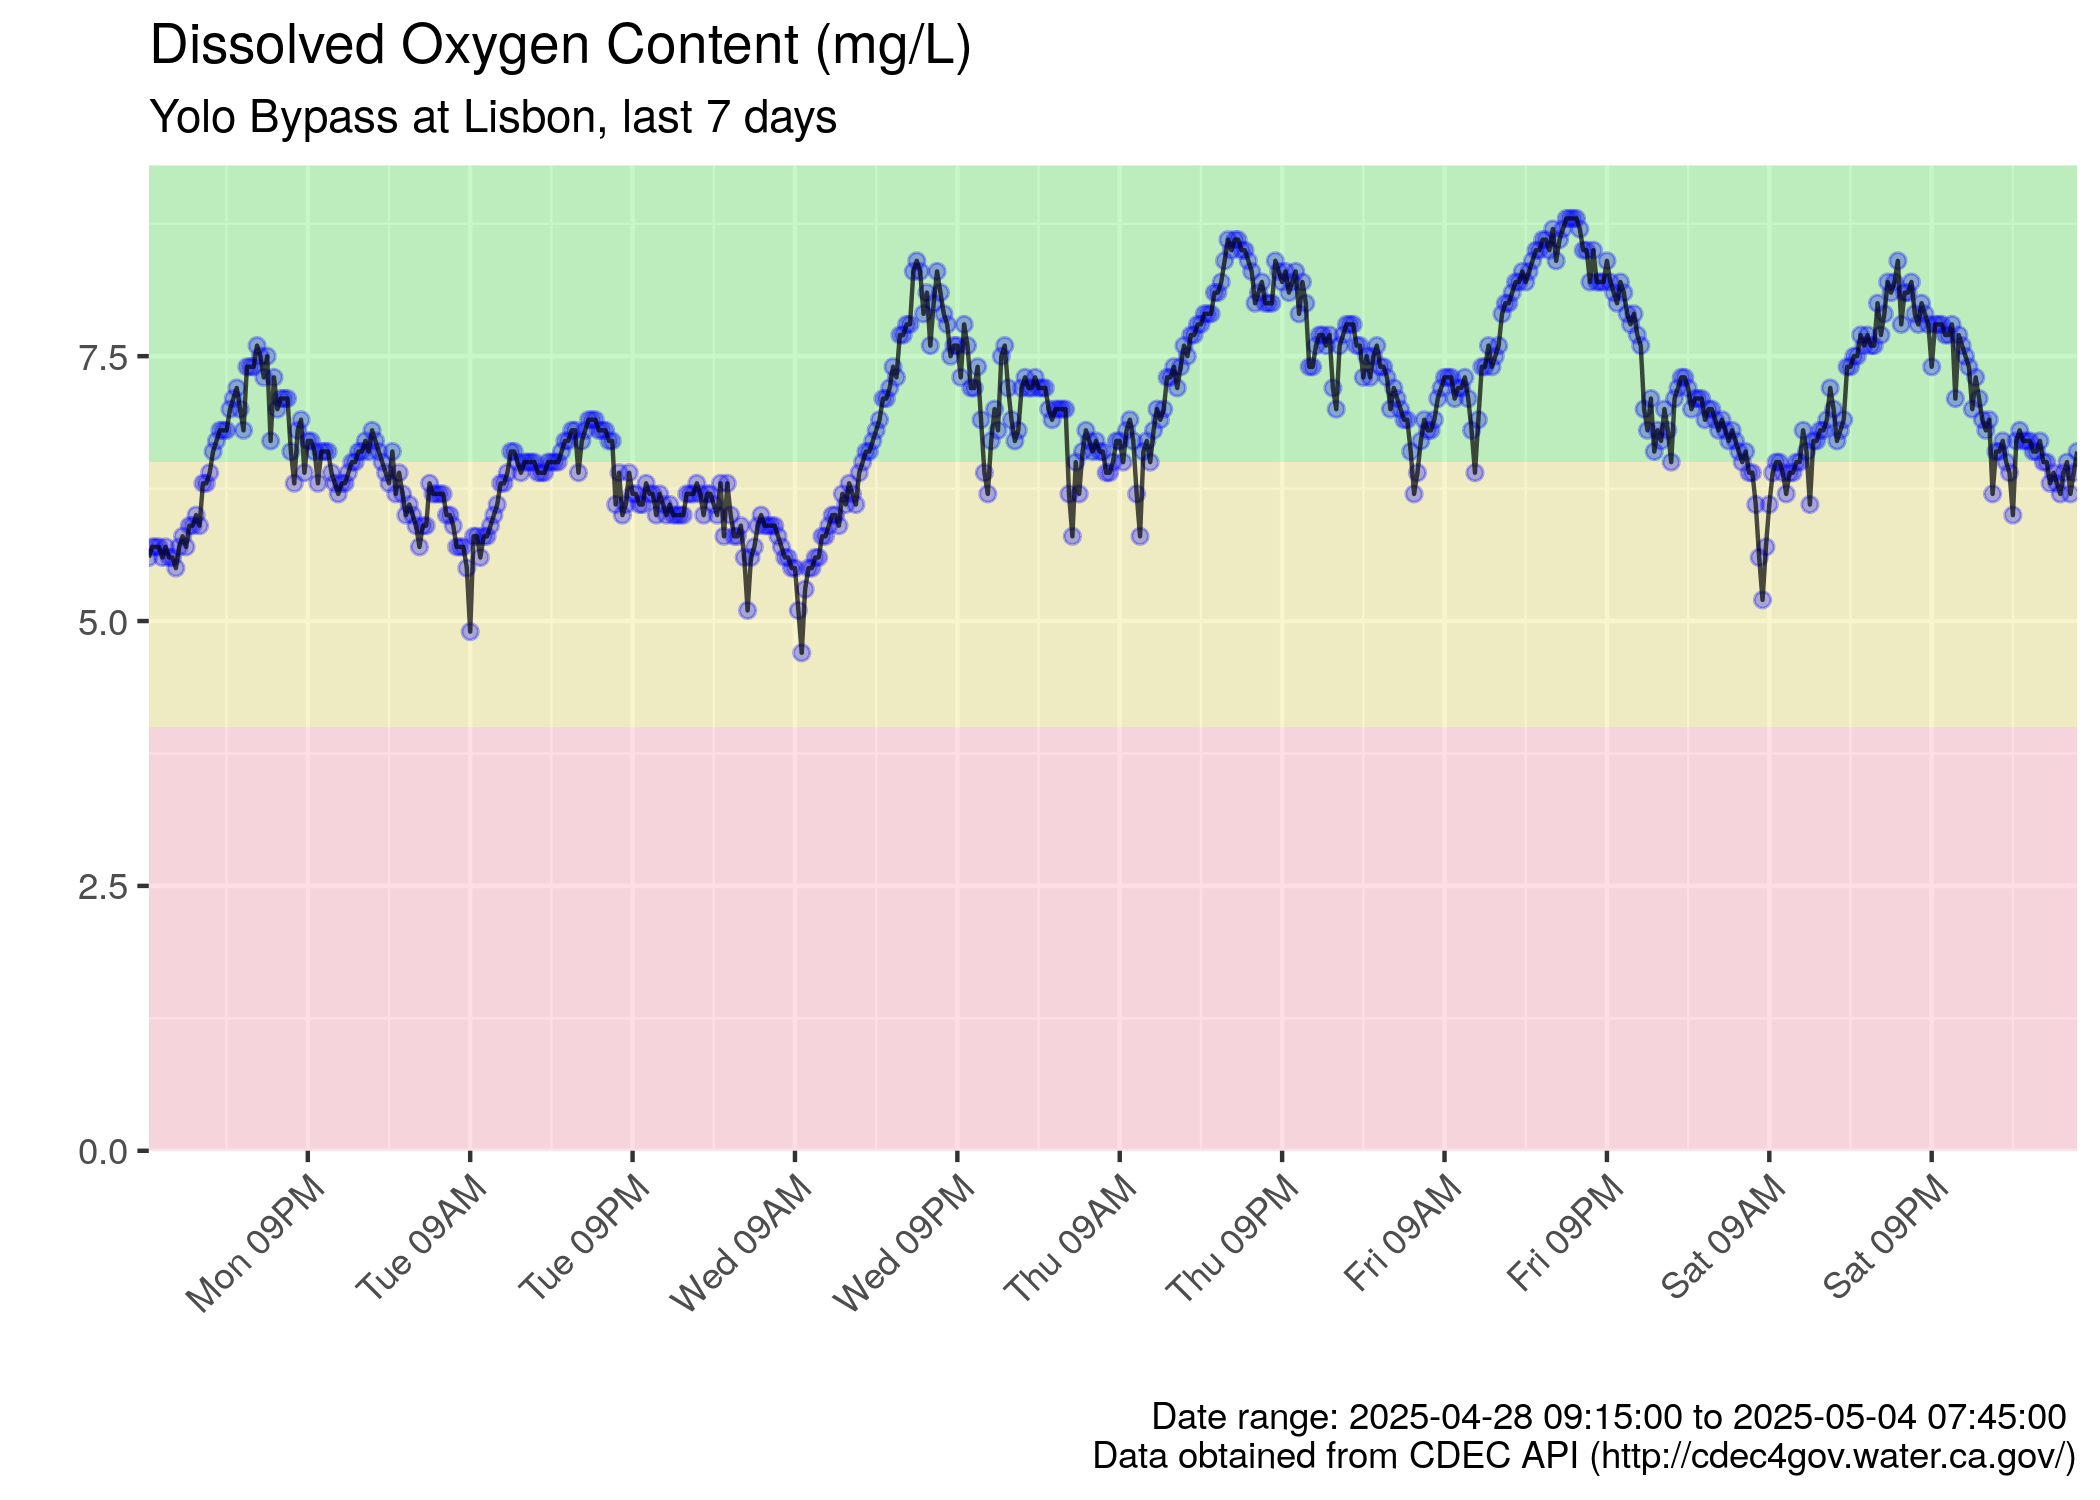 Dissolved Oxygen Content (mg/L)
Yolo Bypass at Lisbon, last 7 days
7.5
5.0
2.5
0.0
Mon 09PM
Tue 09AM
Tue 09PM
Wed 09AM
Wed 09PM
Thu 09AM
Thu 09PM
Fri 09AM
Fri 09PM
Sat 09AM
Sat 09PM
Date range: 2025-04-28 09:15:00 to 2025-05-04 07:45:00
Data obtained from CDEC API (http://cdec4gov.water.ca.gov/)